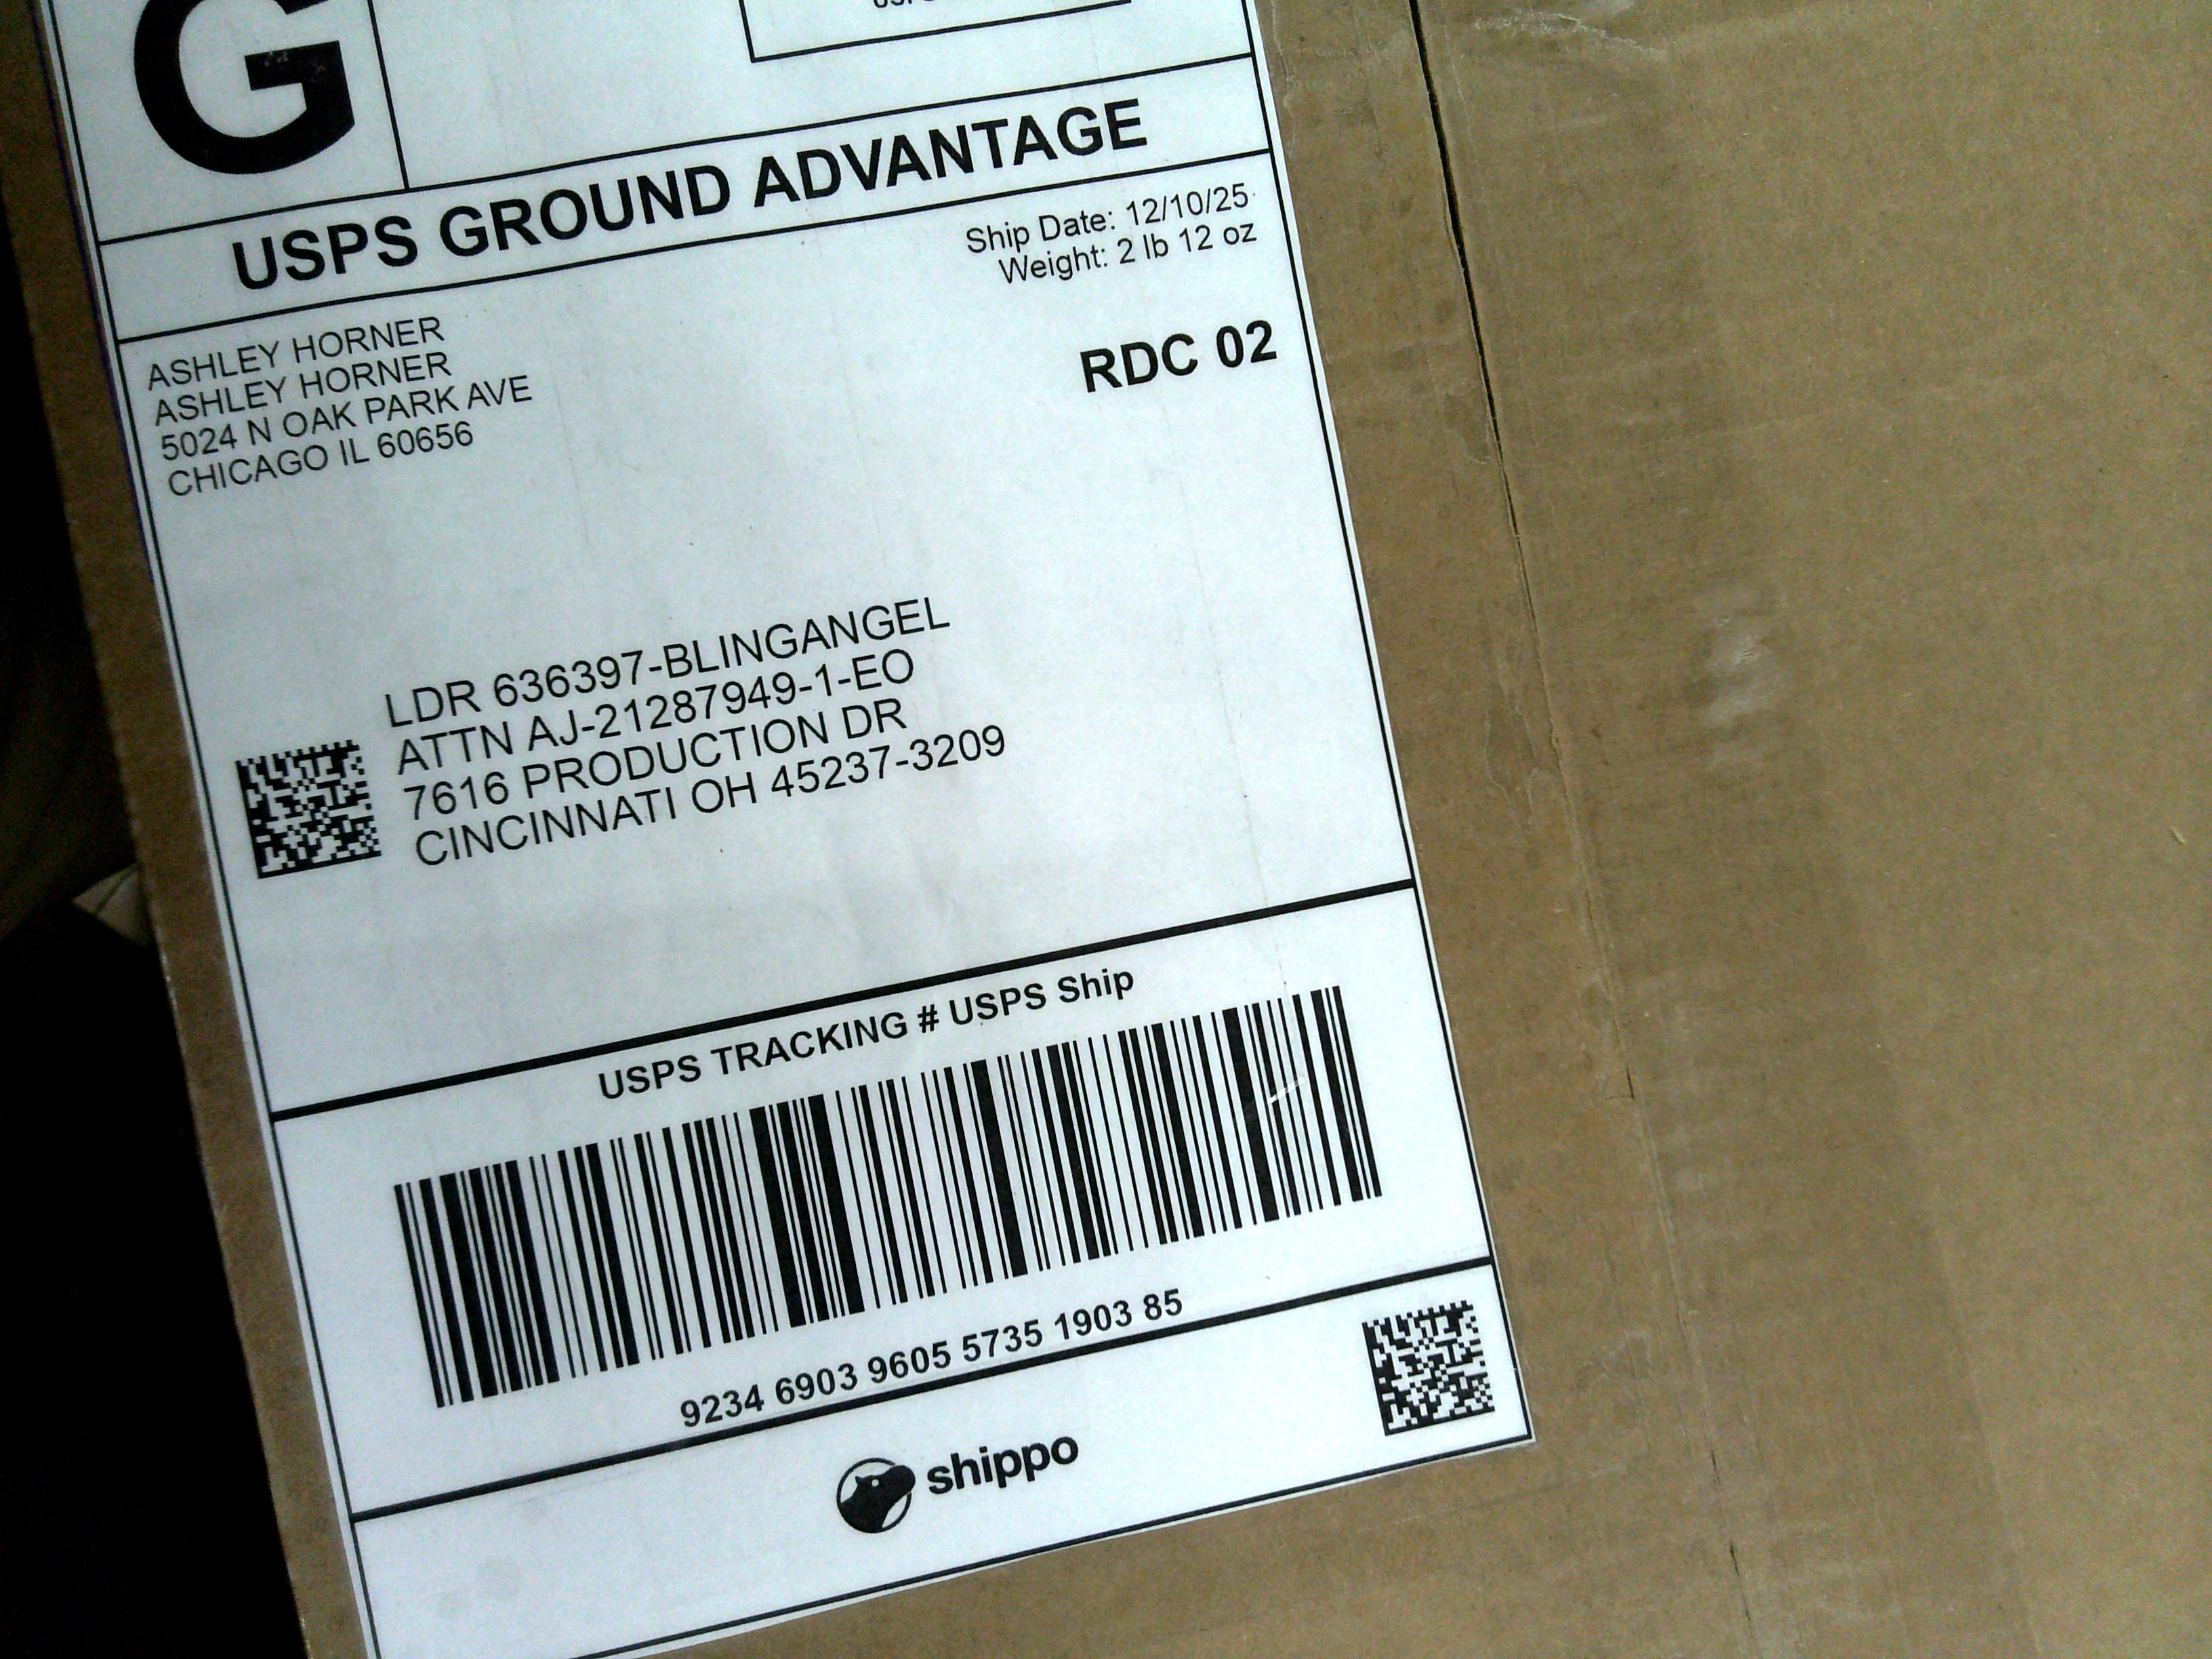 G
USPS GROUND ADVANTAGE
Ship Date: 12/10/25
Weight: 2 lb 12 oz
ASHLEY HORNER
ASHLEY HORNER
5024 N OAK PARK AVE
CHICAGO IL 60656
RDC 02
LDR 636397-BLINGANGEL
ATTN AJ-21287949-1-EO
7616 PRODUCTION DR
CINCINNATI OH 45237-3209
USPS TRACKING # USPS Ship
9234 6903 9605 5735 1903 85
shippo